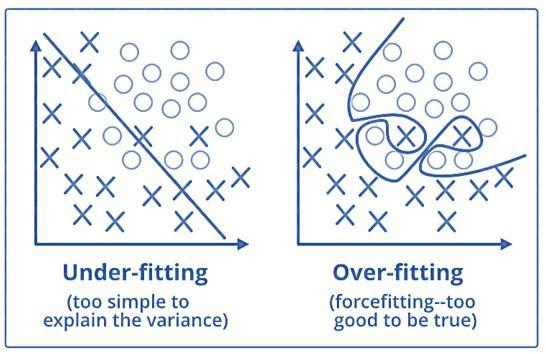 Under-fitting
(too simple to
explain the variance)
Over-fitting
(forcefitting--too
good to be true)